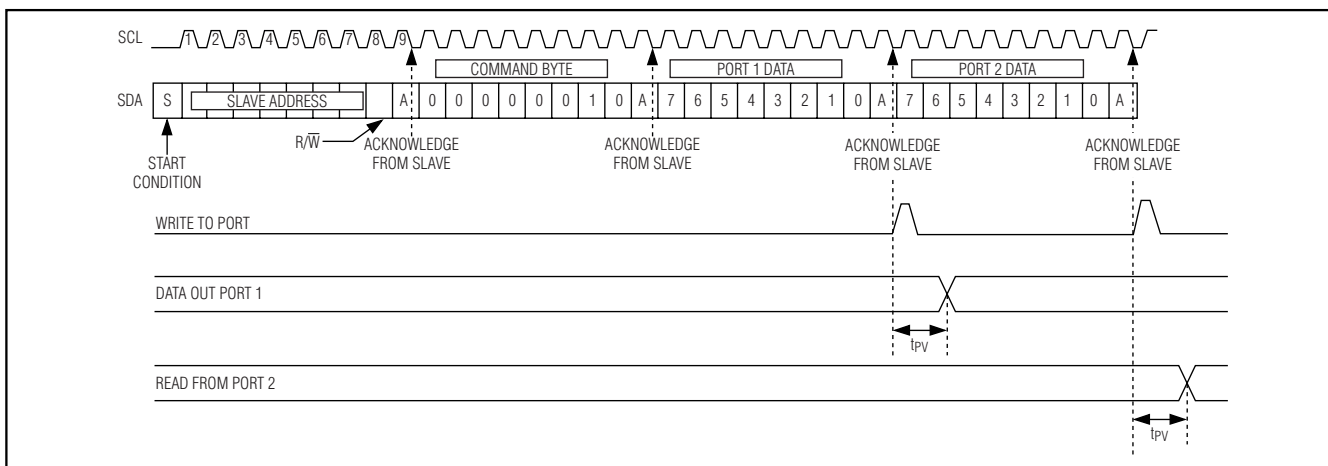 SCL 1 2 3 4 5 6 7 8 9
COMMAND BYTE PORT 1 DATA PORT 2 DATA
SDA S SLAVE ADDRESS A 0 0 0 0 0 0 1 0 A 7 6 5 4 3 2 1 0 A 7 6 5 4 3 2 1 0 A
R/W̅
START
CONDITION
ACKNOWLEDGE
FROM SLAVE
ACKNOWLEDGE
FROM SLAVE
ACKNOWLEDGE
FROM SLAVE
ACKNOWLEDGE
FROM SLAVE
WRITE TO PORT
DATA OUT PORT 1
tPV
READ FROM PORT 2
tPV